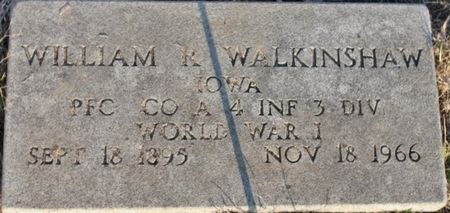 WILLIAM R WALKINSHAW
IOWA
PFC CO A 4 INF 3 DIV
WORLD WAR I
SEPT 18 1895 NOV 18 1966